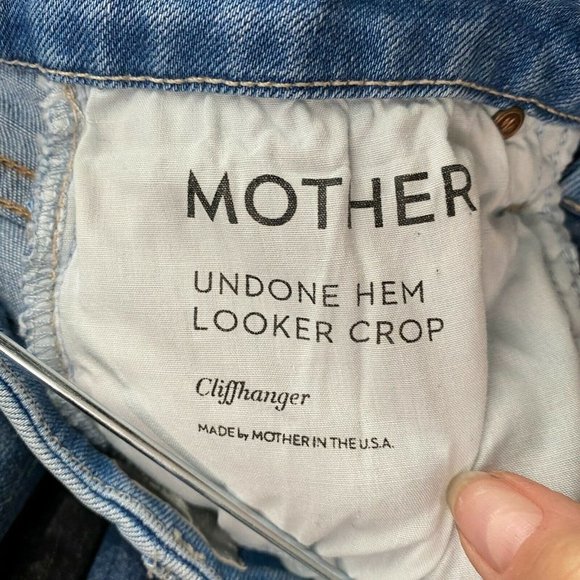 MOTHER
UNDONE HEM
LOOKER CROP
Cliffhanger
MADE by MOTHER IN THE U.S.A.